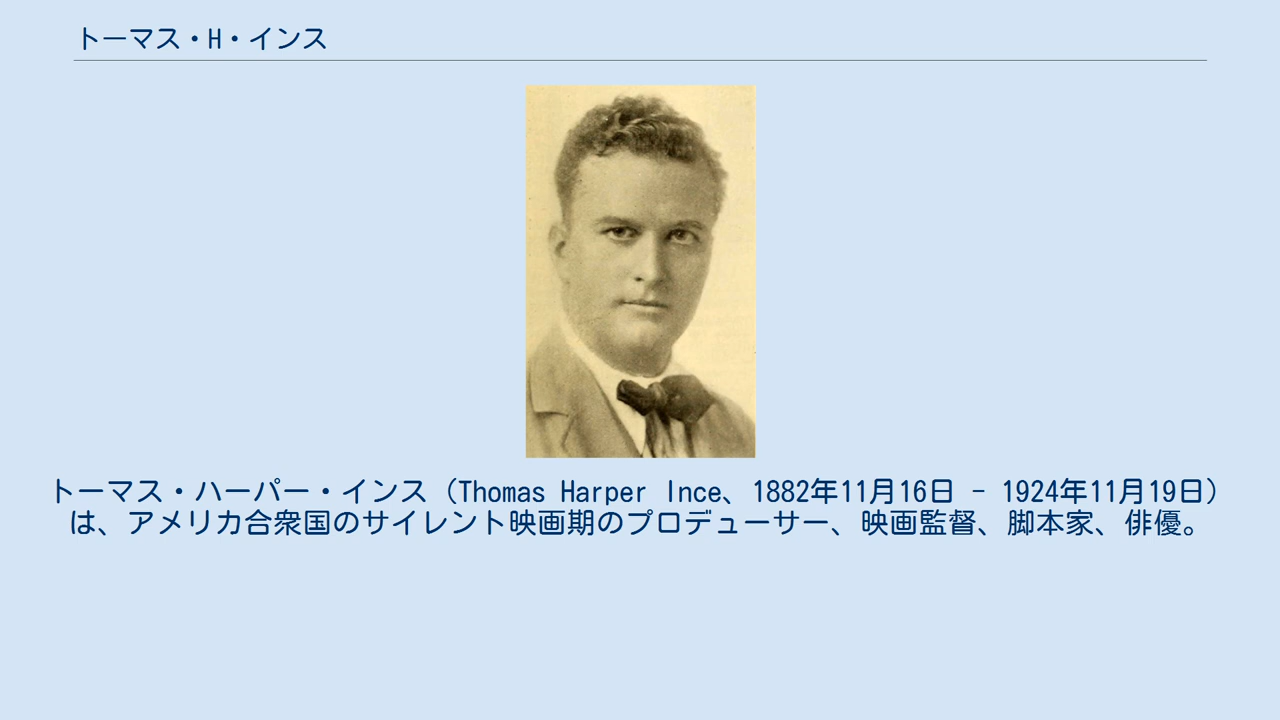 トーマス・H・インス
トーマス・ハーパー・インス（Thomas Harper Ince、1882年11月16日 - 1924年11月19日）
は、アメリカ合衆国のサイレント映画期のプロデューサー、映画監督、脚本家、俳優。